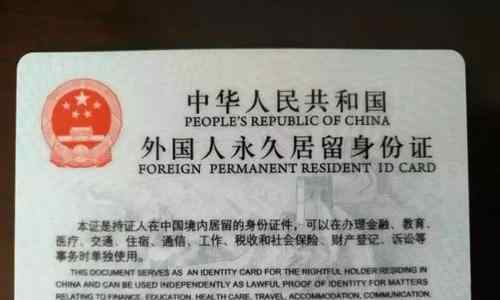 中华人民共和国
PEOPLE'S REPUBLIC OF CHINA
外国人永久居留身份证
FOREIGN PERMANENT RESIDENT ID CARD
本证是持证人在中国境内居留的身份证件，可以在办理金融、教育、
医疗、交通、住宿、通信、工作、税收和社会保险、财产登记、诉讼等
事务时单独使用。
THIS DOCUMENT SERVES AS AN IDENTITY CARD FOR THE RIGHTFUL HOLDER RESIDING IN
CHINA AND CAN BE USED INDEPENDENTLY AS LAWFUL PROOF OF IDENTITY FOR MATTERS
RELATING TO FINANCE, EDUCATION, HEALTH CARE, TRAVEL, ACCOMMODATION, COMMUNICATION,